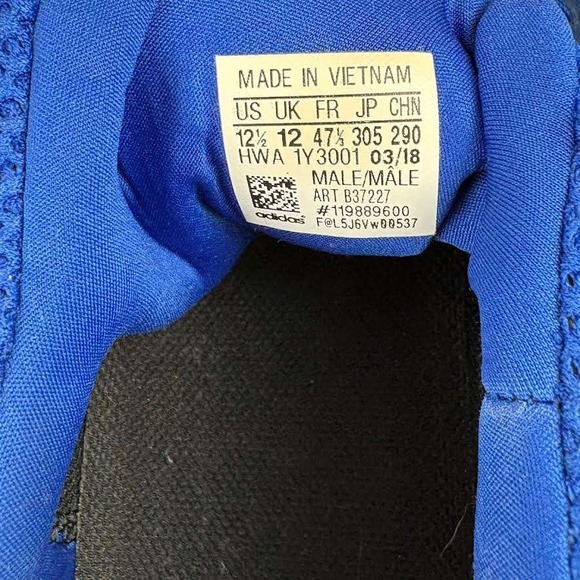 MADE IN VIETNAM
US UK FR JP CHN
12½ 12 47⅓ 305 290
HWA 1Y3001 03/18
MALE/MÂLE
ART B37227
#119889600
F@L5J6Vw00537
adidas